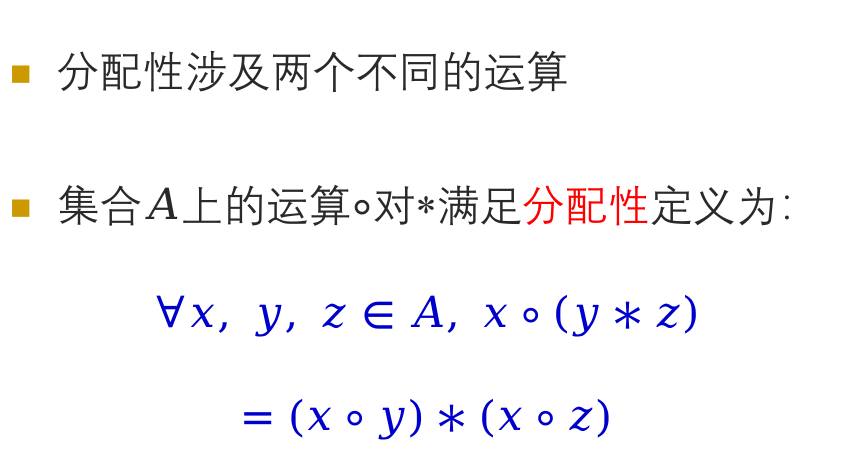 分配性涉及两个不同的运算
集合A上的运算∘对*满足分配性定义为:
∀x, y, z ∈ A, x ∘ (y ∗ z)
= (x ∘ y) ∗ (x ∘ z)